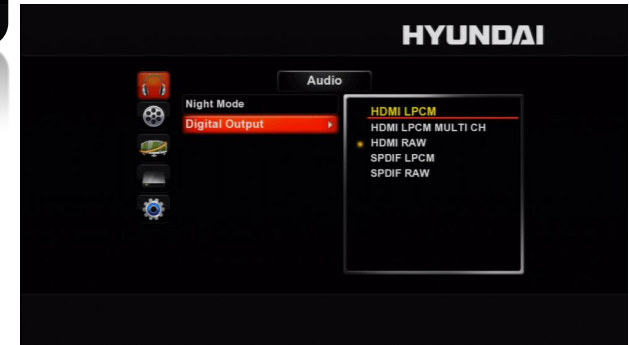 HYUNDAI
Audio
Night Mode
Digital Output
HDMI LPCM
HDMI LPCM MULTI CH
HDMI RAW
SPDIF LPCM
SPDIF RAW